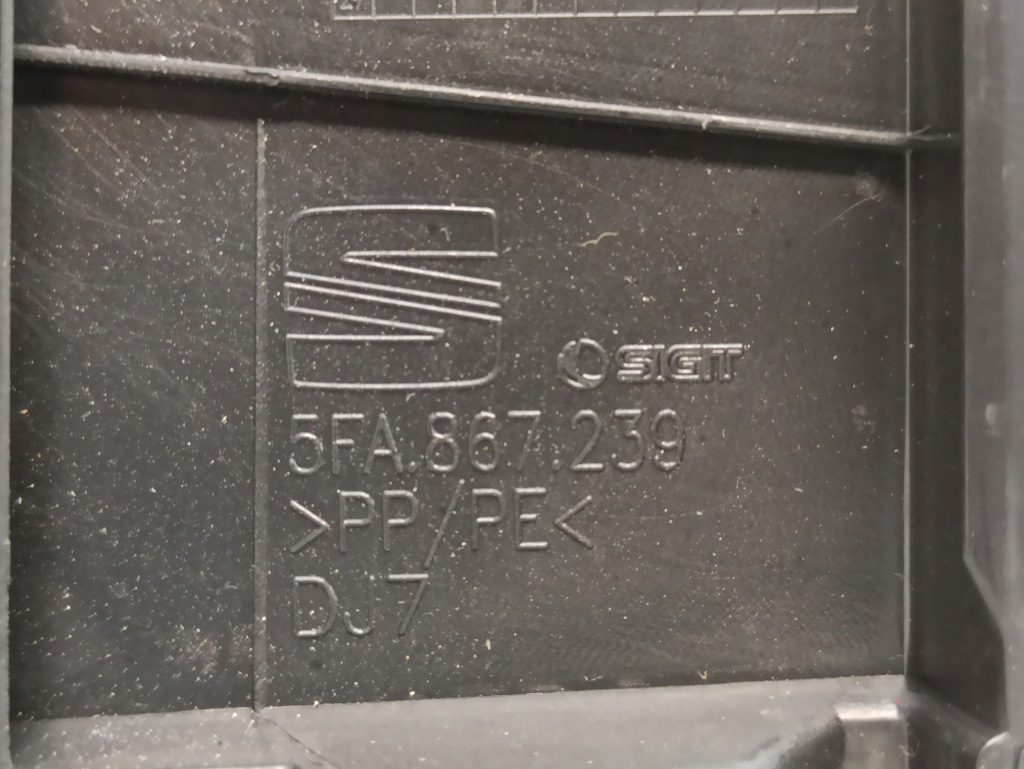 SIGIT
5FA.867.239
>PP/PE<
DJ7